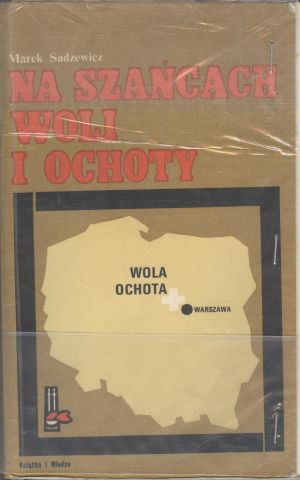 Marek Sadzewicz
NA SZAŃCACH
WOLI
I OCHOTY
WOLA
OCHOTA
WARSZAWA
Książka i Wiedza